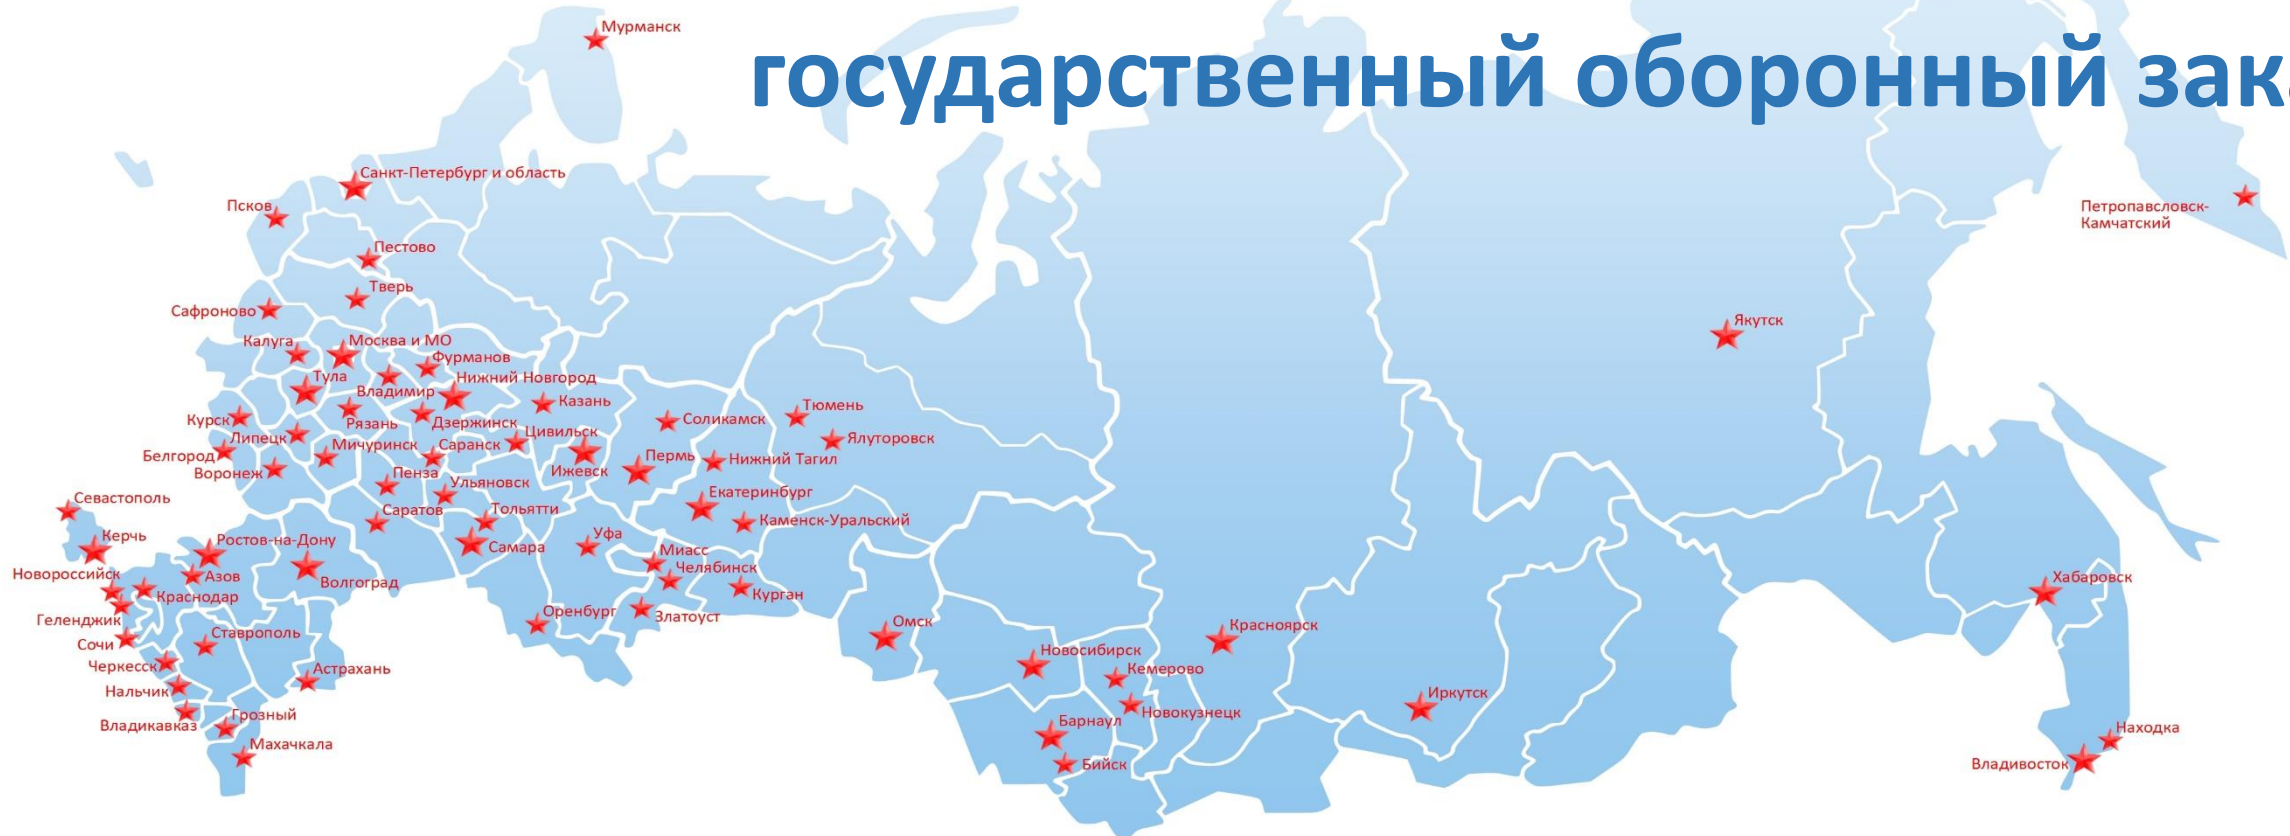 Мурманск
государственный оборонный зак
Санкт-Петербург и область
Псков
Петропавсловск-
Камчатский
Пестово
Тверь
Сафроново
Якутск
Калуга
Москва и МО
Фурманов
Тула
Нижний Новгород
Владимир
Казань
Тюмень
Курск
Рязань
Дзержинск
Соликамск
Липецк
Мичуринск
Саранск
Цивильск
Ялуторовск
Белгород
Воронеж
Пенза
Ижевск
Пермь
Нижний Тагил
Ульяновск
Екатеринбург
Севастополь
Саратов
Тольятти
Каменск-Уральский
Керчь
Ростов-на-Дону
Самара
Уфа
Миасс
Новороссийск
Азов
Волгоград
Челябинск
Хабаровск
Краснодар
Курган
Геленджик
Оренбург
Златоуст
Омск
Красноярск
Сочи
Ставрополь
Новосибирск
Черкесск
Астрахань
Кемерово
Нальчик
Иркутск
Владикавказ
Грозный
Барнаул
Новокузнецк
Находка
Махачкала
Бийск
Владивосток